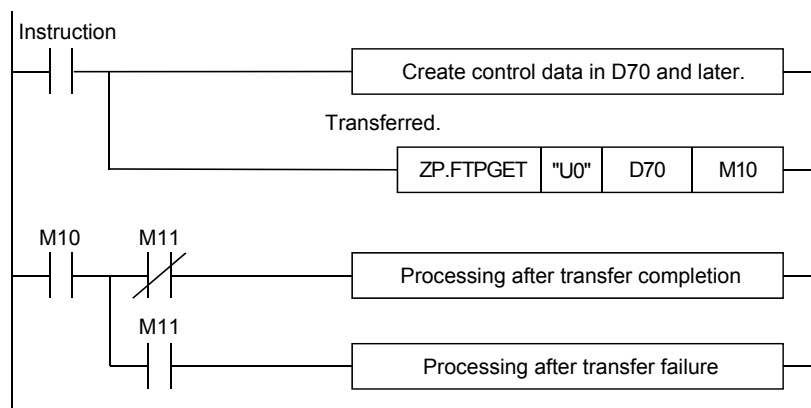 Instruction
Create control data in D70 and later.
Transferred.
ZP.FTPGET "U0" D70 M10
M10 M11
Processing after transfer completion
M11
Processing after transfer failure